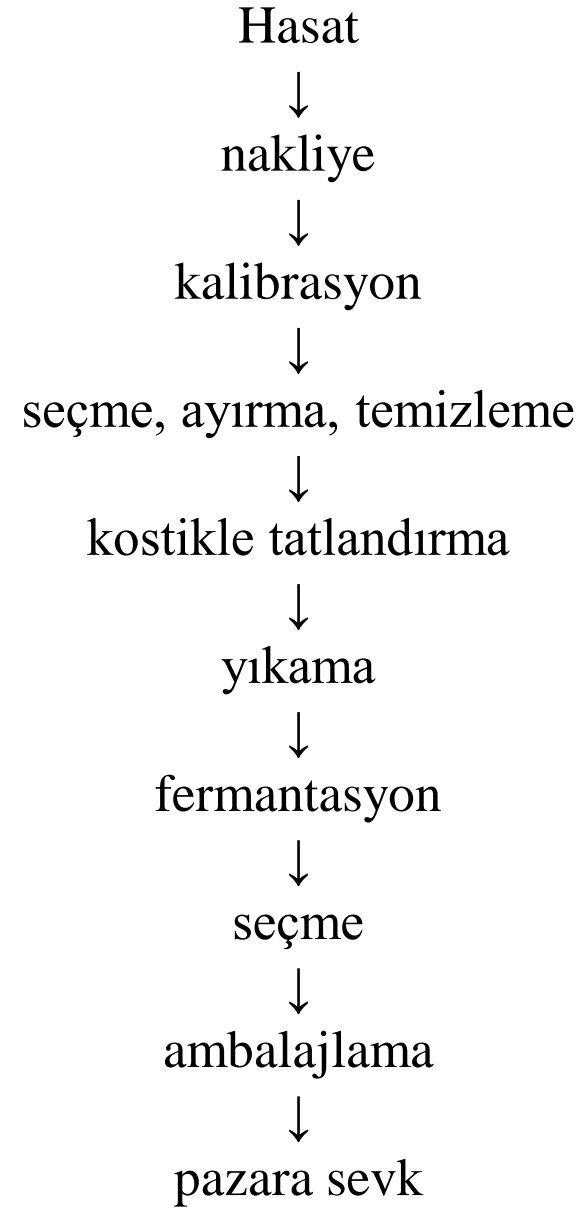 Hasat
↓
nakliye
↓
kalibrasyon
↓
seçme, ayırma, temizleme
↓
kostikle tatlandırma
↓
yıkama
↓
fermantasyon
↓
seçme
↓
ambalajlama
↓
pazara sevk